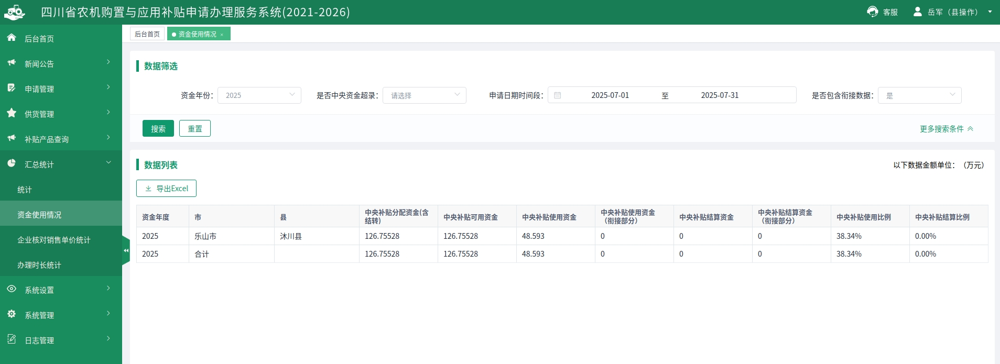 四川省农机购置与应用补贴申请办理服务系统(2021-2026)
客服
岳军（县操作）
后台首页
新闻公告
申请管理
供货管理
补贴产品查询
汇总统计
统计
资金使用情况
企业核对销售单价统计
办理时长统计
系统设置
系统管理
日志管理
后台首页
资金使用情况 ×
数据筛选
资金年份： 2025 是否中央资金超录： 请选择 申请日期时间段： 2025-07-01 至 2025-07-31 是否包含衔接数据： 是
搜索 重置 更多搜索条件
数据列表 以下数据金额单位：（万元）
导出Excel
资金年度 市 县 中央补贴分配资金(含结转) 中央补贴可用资金 中央补贴使用资金 中央补贴使用资金（衔接部分） 中央补贴结算资金 中央补贴结算资金（衔接部分） 中央补贴使用比例 中央补贴结算比例
2025 乐山市 沐川县 126.75528 126.75528 48.593 0 0 0 38.34% 0.00%
2025 合计 126.75528 126.75528 48.593 0 0 0 38.34% 0.00%